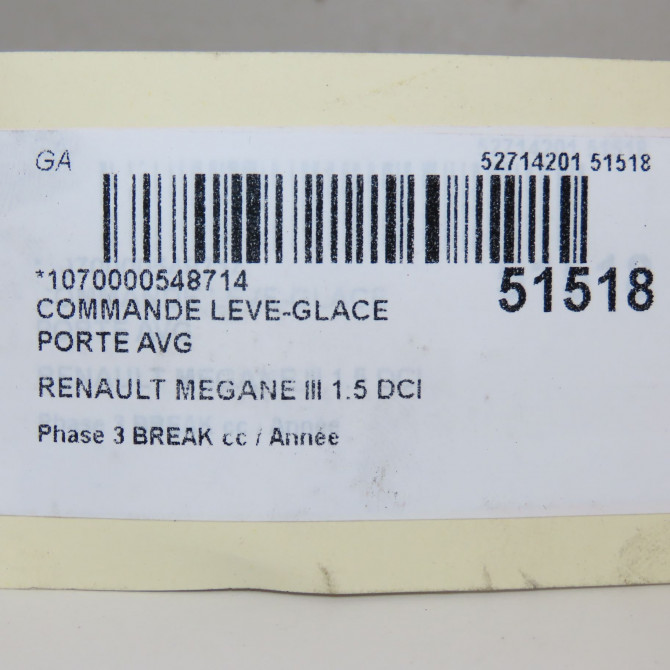 GA
52714201 51518
*1070000548714
51518
COMMANDE LEVE-GLACE
PORTE AVG
RENAULT MEGANE III 1.5 DCI
Phase 3 BREAK cc / Année